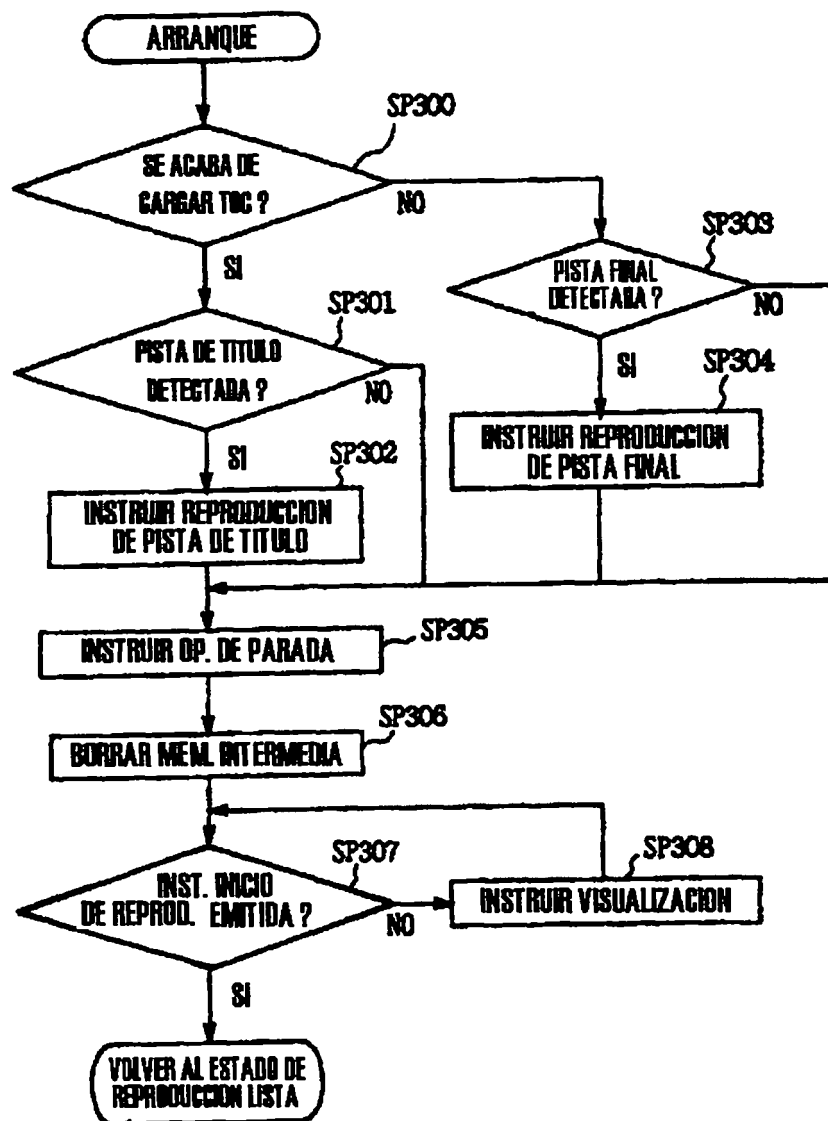 ARRANQUE
SP300
SE ACABA DE
CARGAR TOC ?
NO
SI
SP303
PISTA FINAL
DETECTADA ?
NO
SI
SP301
PISTA DE TITULO
DETECTADA ?
NO
SI
SP304
INSTRUIR REPRODUCCION
DE PISTA FINAL
SP302
INSTRUIR REPRODUCCION
DE PISTA DE TITULO
INSTRUIR OP. DE PARADA
SP305
SP306
BORRAR MEM. INTERMEDIA
SP307
INST. INICIO
DE REPROD. EMITIDA ?
NO
SI
SP308
INSTRUIR VISUALIZACION
VOLVER AL ESTADO DE
REPRODUCCION LISTA